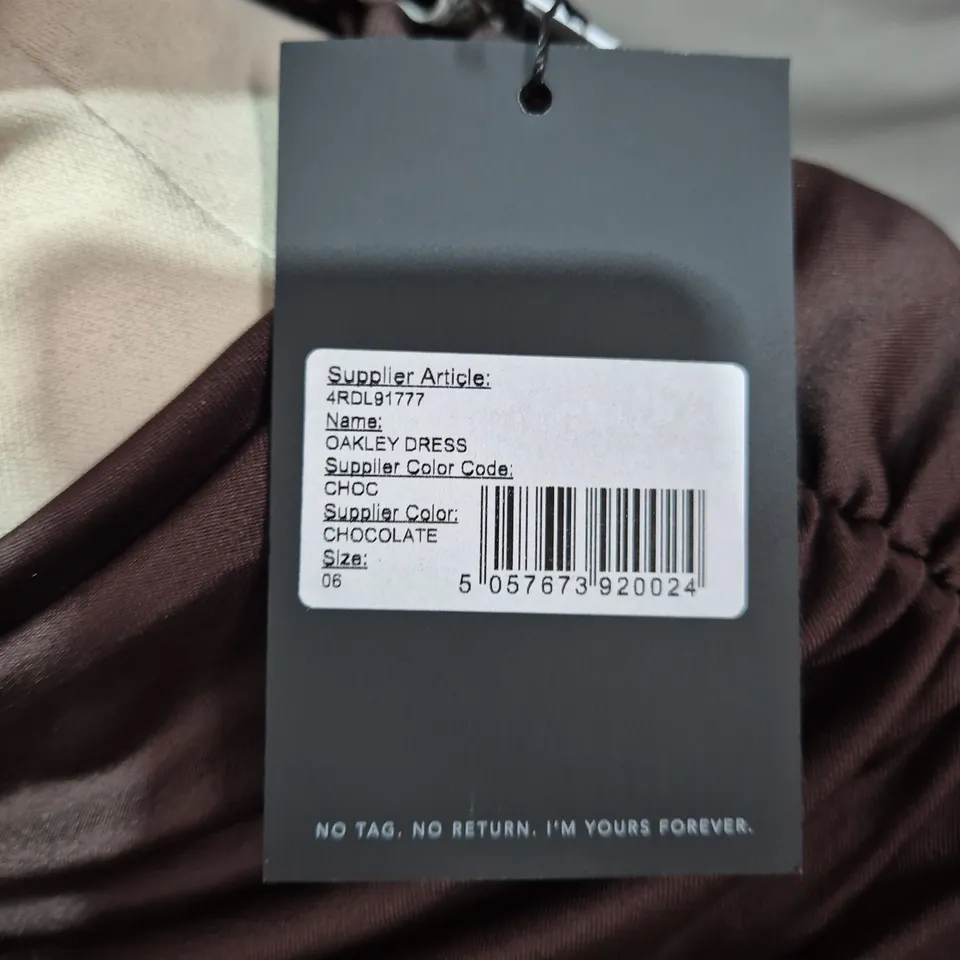 Supplier Article:
4RDL91777
Name:
OAKLEY DRESS
Supplier Color Code:
CHOC
Supplier Color:
CHOCOLATE
Size:
06
5 057673 920024
NO TAG. NO RETURN. I'M YOURS FOREVER.